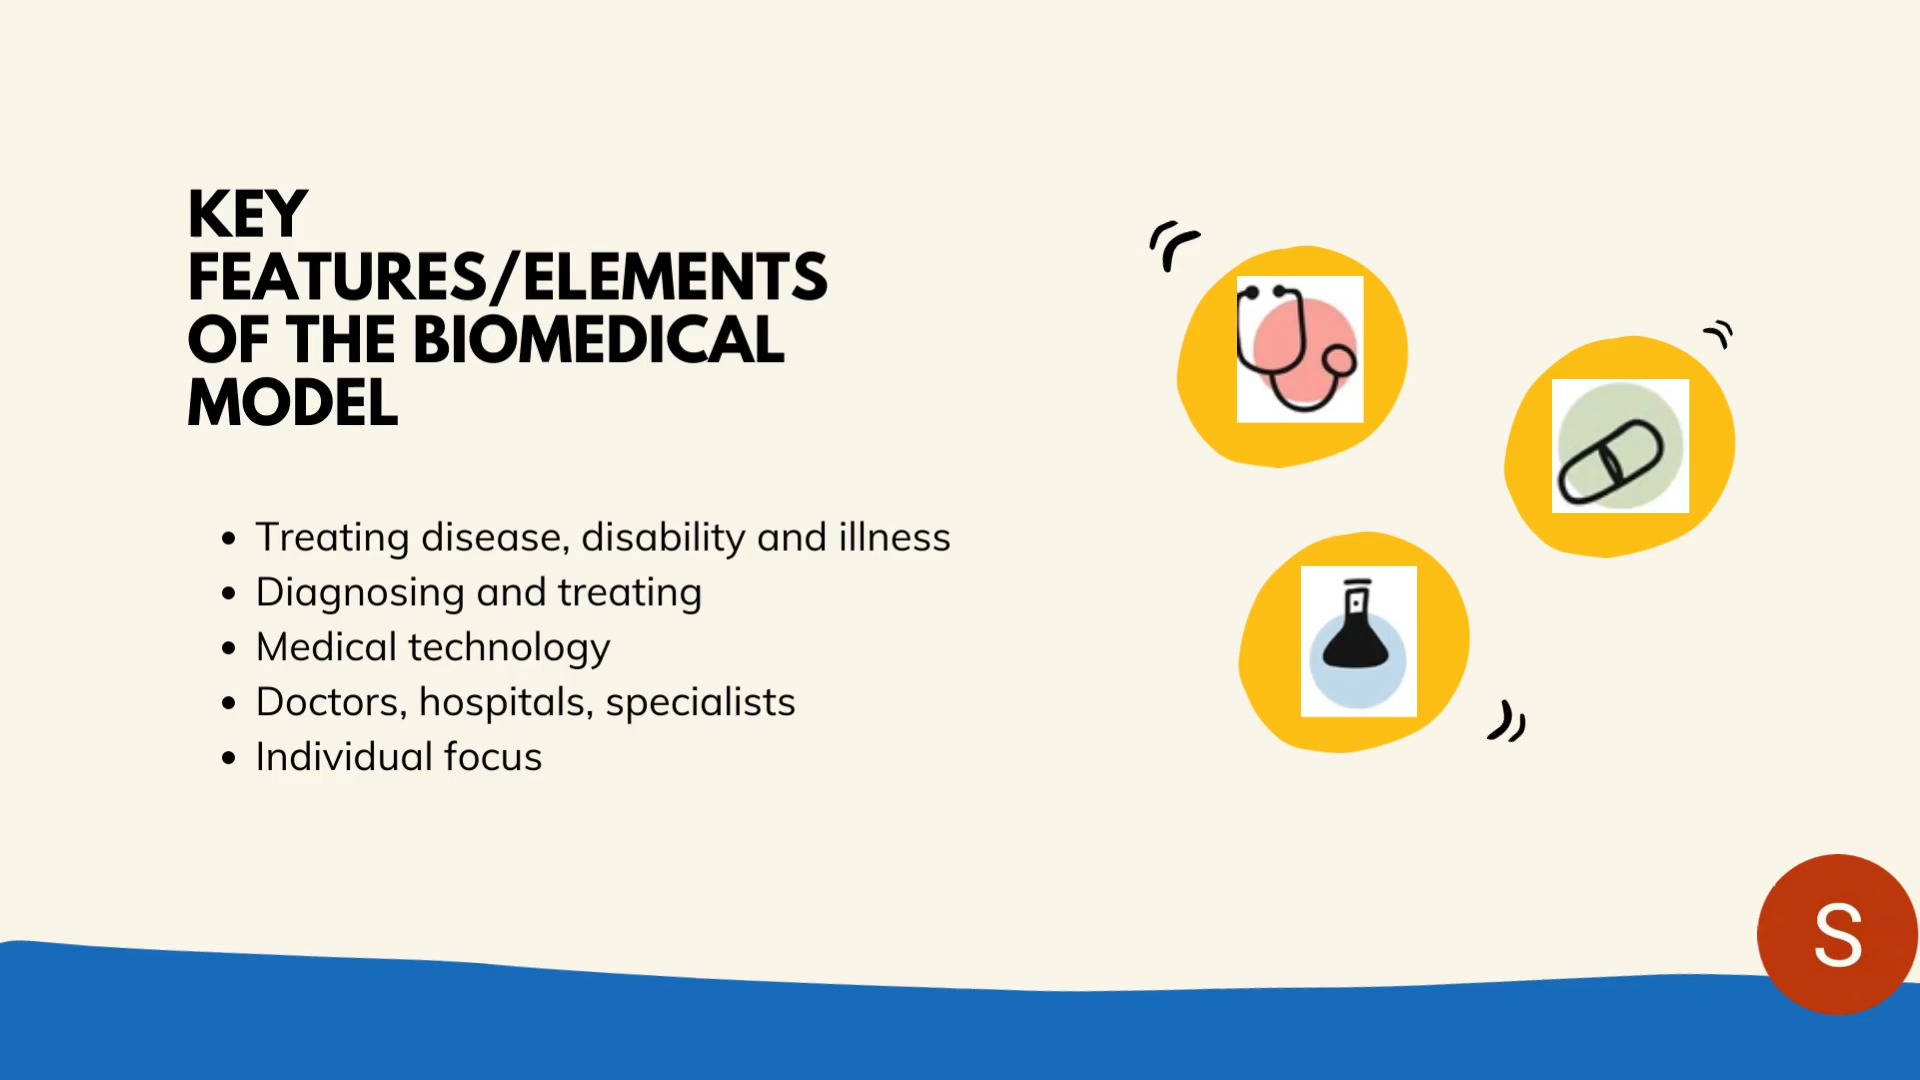 KEY
FEATURES/ELEMENTS
OF THE BIOMEDICAL
MODEL
• Treating disease, disability and illness
• Diagnosing and treating
• Medical technology
• Doctors, hospitals, specialists
• Individual focus
S